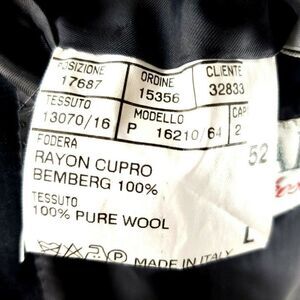 POSIZIONE ORDINE CLIENTE
17687 15356 32833
TESSUTO MODELLO CAP
13070/16 P 16210/64 2
FODERA
RAYON CUPRO 52
BEMBERG 100%
TESSUTO
100% PURE WOOL
L
P MADE IN ITALY